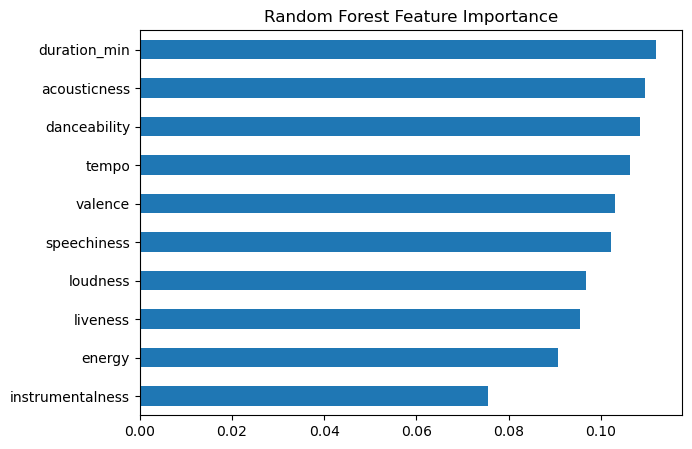 Random Forest Feature Importance
duration_min
acousticness
danceability
tempo
valence
speechiness
loudness
liveness
energy
instrumentalness
0.00 0.02 0.04 0.06 0.08 0.10